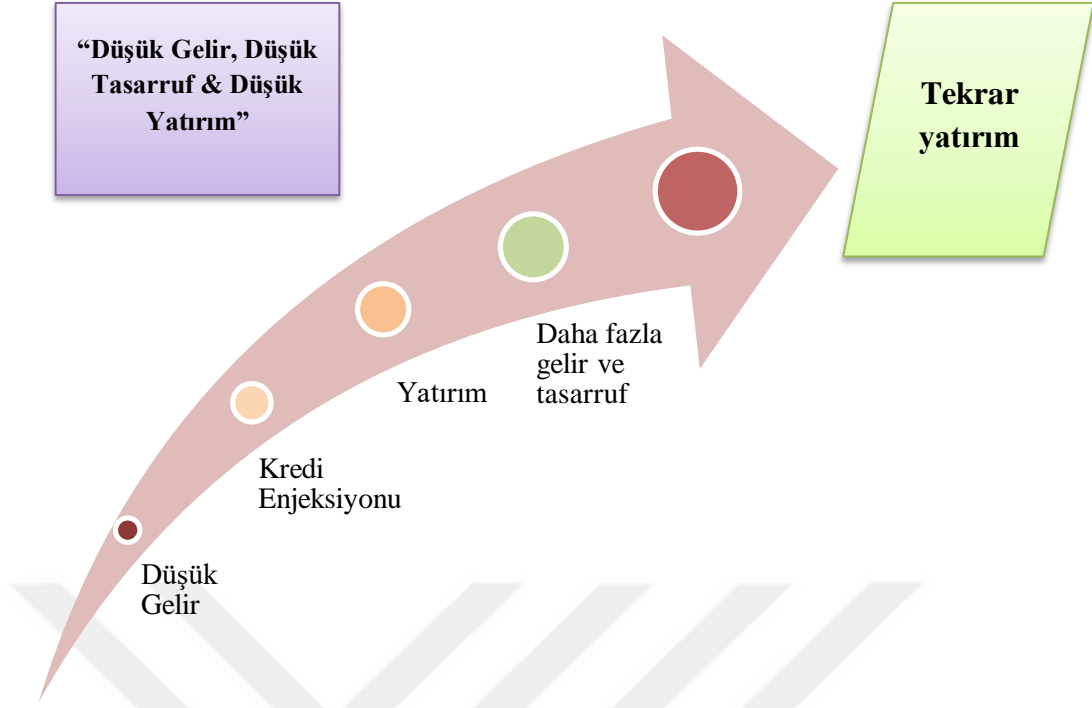 “Düşük Gelir, Düşük
Tasarruf & Düşük
Yatırım”
Tekrar
yatırım
Daha fazla
gelir ve
tasarruf
Yatırım
Kredi
Enjeksiyonu
Düşük
Gelir